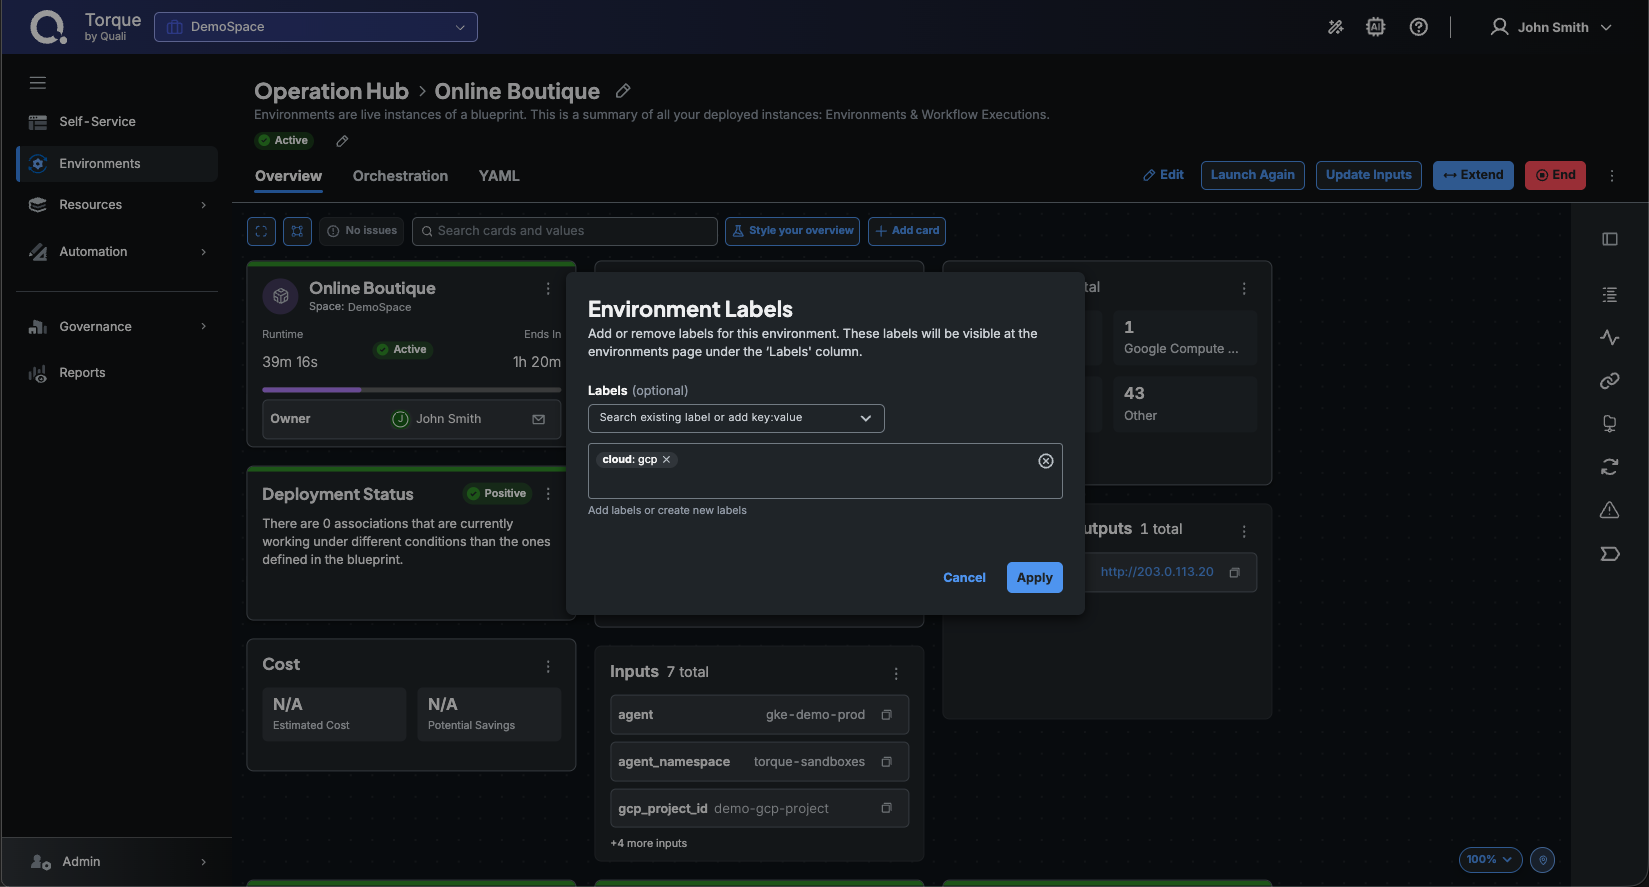 Torque
by Quali
DemoSpace
AI
John Smith
Self-Service
Environments
Resources
Automation
Governance
Reports
Admin
Operation Hub > Online Boutique
Environments are live instances of a blueprint. This is a summary of all your deployed instances: Environments & Workflow Executions.
Active
Overview
Orchestration
YAML
Edit
Launch Again
Update Inputs
Extend
End
No issues
Search cards and values
Style your overview
Add card
Online Boutique
Space: DemoSpace
Runtime
Ends In
39m 16s
Active
1h 20m
Owner
J
John Smith
Deployment Status
Positive
There are 0 associations that are currently
working under different conditions than the ones
defined in the blueprint.
Cost
N/A
Estimated Cost
N/A
Potential Savings
Environment Labels
Add or remove labels for this environment. These labels will be visible at the
environments page under the 'Labels' column.
Labels (optional)
Search existing label or add key:value
cloud: gcp
Add labels or create new labels
Cancel
Apply
Inputs 7 total
agent
gke-demo-prod
agent_namespace
torque-sandboxes
gcp_project_id
demo-gcp-project
+4 more inputs
tal
1
Google Compute ...
43
Other
utputs 1 total
http://203.0.113.20
100%